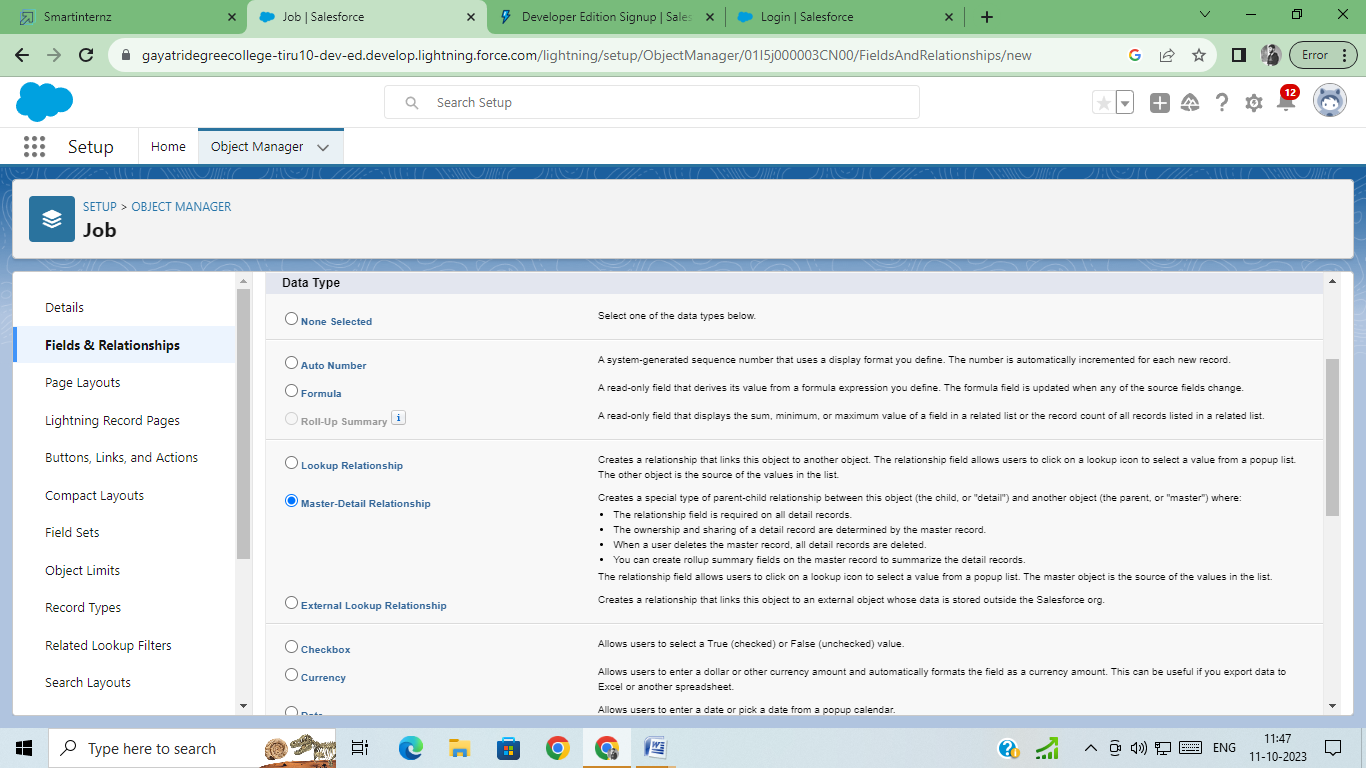 Smartinternz
Job | Salesforce
Developer Edition Signup | Sales
Login | Salesforce
gayatridegreecollege-tiru10-dev-ed.develop.lightning.force.com/lightning/setup/ObjectManager/01I5j000003CN00/FieldsAndRelationships/new
Error
Search Setup
12
Setup
Home
Object Manager
SETUP > OBJECT MANAGER
Job
Details
Fields & Relationships
Page Layouts
Lightning Record Pages
Buttons, Links, and Actions
Compact Layouts
Field Sets
Object Limits
Record Types
Related Lookup Filters
Search Layouts
Data Type
None Selected
Select one of the data types below.
Auto Number
A system-generated sequence number that uses a display format you define. The number is automatically incremented for each new record.
Formula
A read-only field that derives its value from a formula expression you define. The formula field is updated when any of the source fields change.
Roll-Up Summary i
A read-only field that displays the sum, minimum, or maximum value of a field in a related list or the record count of all records listed in a related list.
Lookup Relationship
Creates a relationship that links this object to another object. The relationship field allows users to click on a lookup icon to select a value from a popup list.
The other object is the source of the values in the list.
Master-Detail Relationship
Creates a special type of parent-child relationship between this object (the child, or "detail") and another object (the parent, or "master") where:
• The relationship field is required on all detail records.
• The ownership and sharing of a detail record are determined by the master record.
• When a user deletes the master record, all detail records are deleted.
• You can create rollup summary fields on the master record to summarize the detail records.
The relationship field allows users to click on a lookup icon to select a value from a popup list. The master object is the source of the values in the list.
External Lookup Relationship
Creates a relationship that links this object to an external object whose data is stored outside the Salesforce org.
Checkbox
Allows users to select a True (checked) or False (unchecked) value.
Currency
Allows users to enter a dollar or other currency amount and automatically formats the field as a currency amount. This can be useful if you export data to
Excel or another spreadsheet.
Date
Allows users to enter a date or pick a date from a popup calendar.
Type here to search
ENG
11:47
11-10-2023